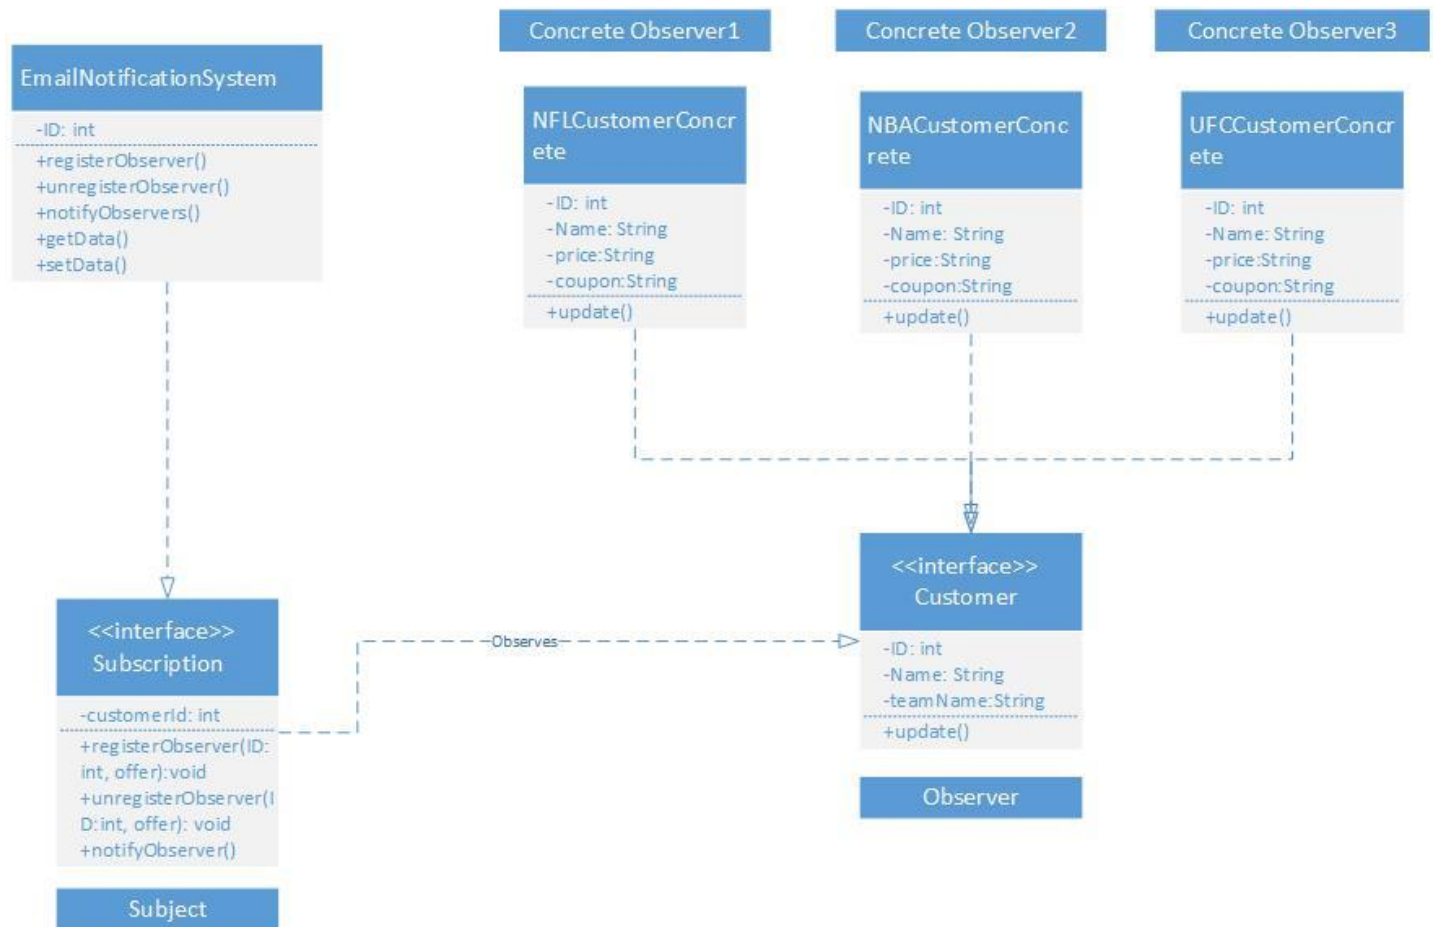 Concrete Observer1
Concrete Observer2
Concrete Observer3
EmailNotificationSystem
-ID: int
+registerObserver()
+unregisterObserver()
+notifyObservers()
+getData()
+setData()
NFLCustomerConcr
ete
-ID: int
-Name: String
-price:String
-coupon:String
+update()
NBACustomerConc
rete
-ID: int
-Name: String
-price:String
-coupon:String
+update()
UFCCustomerConcr
ete
-ID: int
-Name: String
-price:String
-coupon:String
+update()
<<interface>>
Subscription
-customerId: int
+registerObserver(ID:
int, offer):void
+unregisterObserver(I
D:int, offer): void
+notifyObserver()
Subject
Observes
<<interface>>
Customer
-ID: int
-Name: String
-teamName:String
+update()
Observer